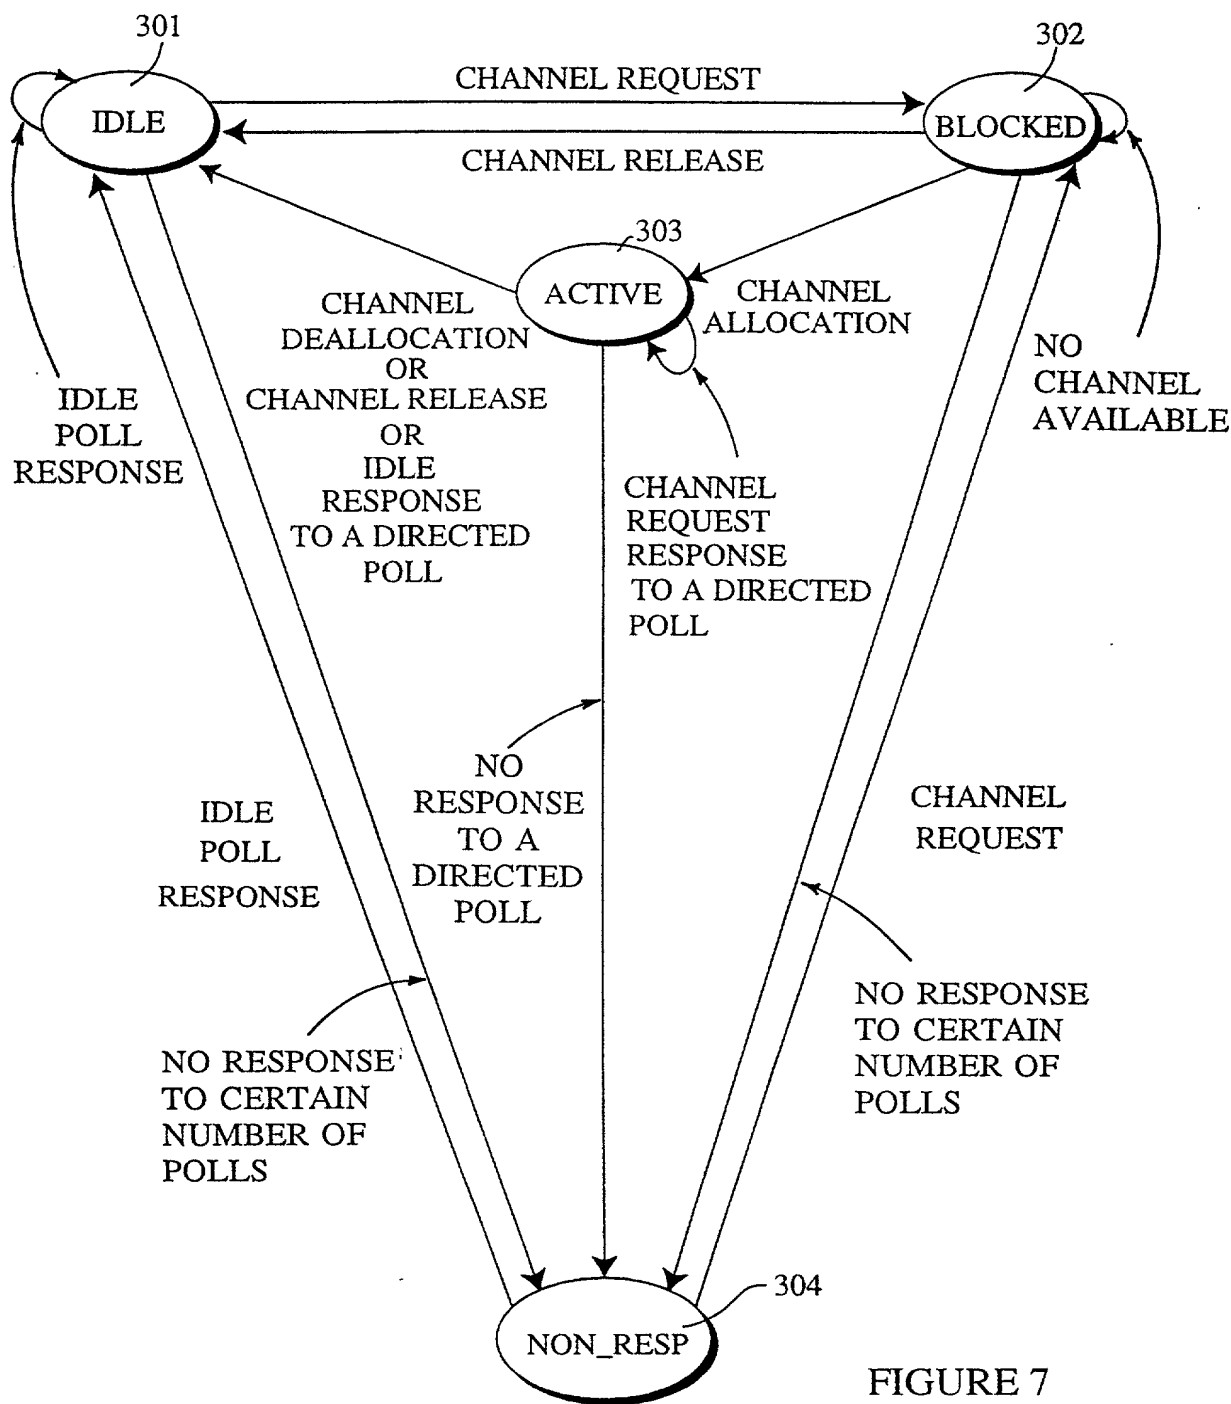 301
302
CHANNEL REQUEST
IDLE
BLOCKED
CHANNEL RELEASE
303
ACTIVE
CHANNEL
DEALLOCATION
OR
CHANNEL RELEASE
OR
IDLE
RESPONSE
TO A DIRECTED
POLL
CHANNEL
ALLOCATION
NO
CHANNEL
AVAILABLE
IDLE
POLL
RESPONSE
CHANNEL
REQUEST
RESPONSE
TO A DIRECTED
POLL
NO
RESPONSE
TO A
DIRECTED
POLL
IDLE
POLL
RESPONSE
CHANNEL
REQUEST
NO RESPONSE
TO CERTAIN
NUMBER OF
POLLS
NO RESPONSE
TO CERTAIN
NUMBER OF
POLLS
304
NON_RESP
FIGURE 7